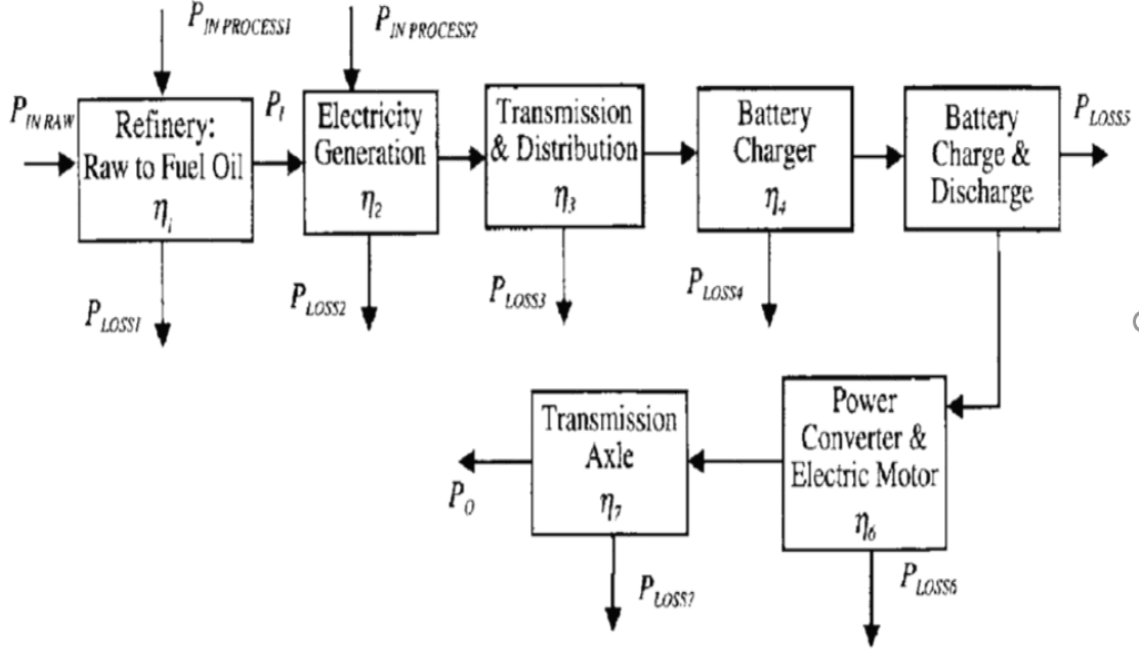 P_IN PROCESS1
P_IN PROCESS2
P_IN RAW
Refinery:
Raw to Fuel Oil
η_1
P_1
Electricity
Generation
η_2
Transmission
& Distribution
η_3
Battery
Charger
η_4
Battery
Charge &
Discharge
P_LOSS5
P_LOSS1
P_LOSS2
P_LOSS3
P_LOSS4
Transmission
Axle
η_7
Power
Converter &
Electric Motor
η_6
P_O
P_LOSS7
P_LOSS6